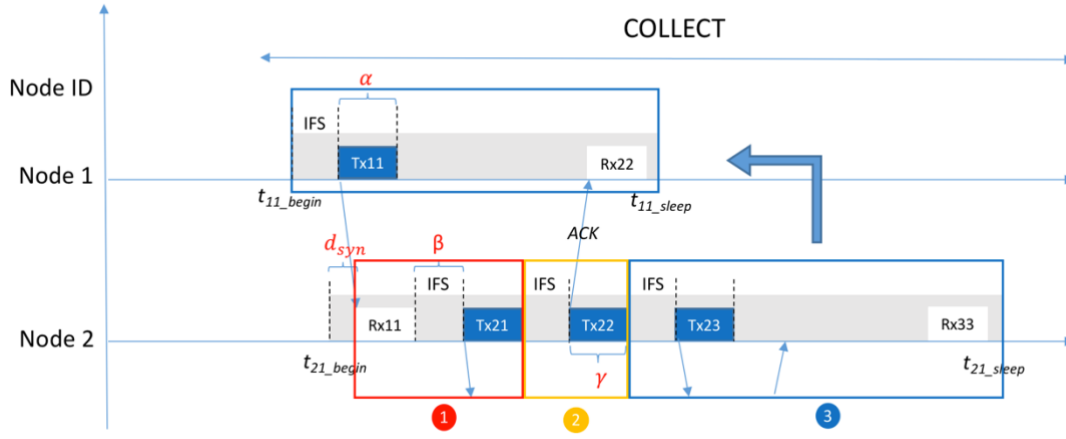 COLLECT
Node ID
α
IFS
Tx11
Rx22
Node 1
t11_begin
t11_sleep
dsyn
β
ACK
IFS
IFS
IFS
Rx11
Tx21
Tx22
Tx23
Rx33
Node 2
t21_begin
γ
t21_sleep
1
2
3